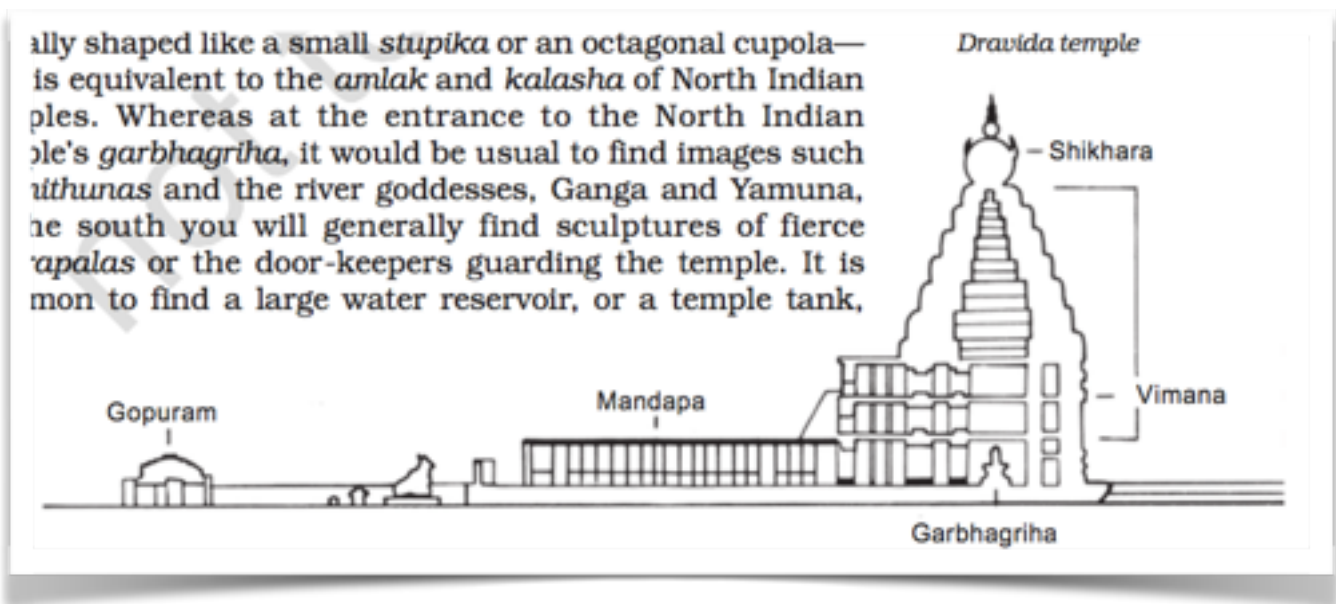 ally shaped like a small stupika or an octagonal cupola—
is equivalent to the amlak and kalasha of North Indian
ples. Whereas at the entrance to the North Indian
ple's garbhagriha, it would be usual to find images such
nithunas and the river goddesses, Ganga and Yamuna,
he south you will generally find sculptures of fierce
rapalas or the door-keepers guarding the temple. It is
mon to find a large water reservoir, or a temple tank,
Dravida temple
Shikhara
Vimana
Mandapa
Gopuram
Garbhagriha
not t